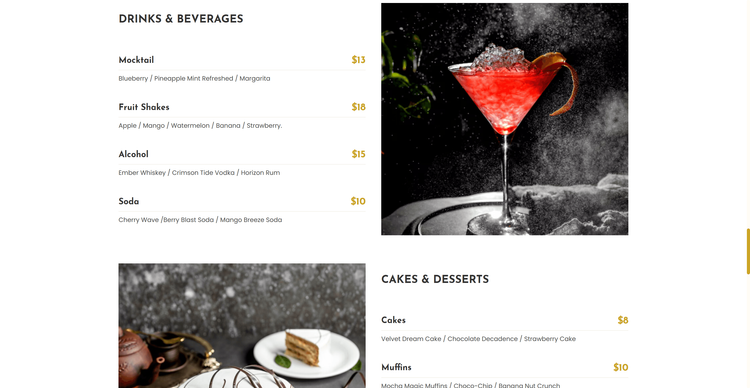 DRINKS & BEVERAGES
Mocktail $13
Blueberry / Pineapple Mint Refreshed / Margarita
Fruit Shakes $18
Apple / Mango / Watermelon / Banana / Strawberry.
Alcohol $15
Ember Whiskey / Crimson Tide Vodka / Horizon Rum
Soda $10
Cherry Wave /Berry Blast Soda / Mango Breeze Soda
CAKES & DESSERTS
Cakes $8
Velvet Dream Cake / Chocolate Decadence / Strawberry Cake
Muffins $10
Mocha Magic Muffins / Choco-Chip / Banana Nut Crunch